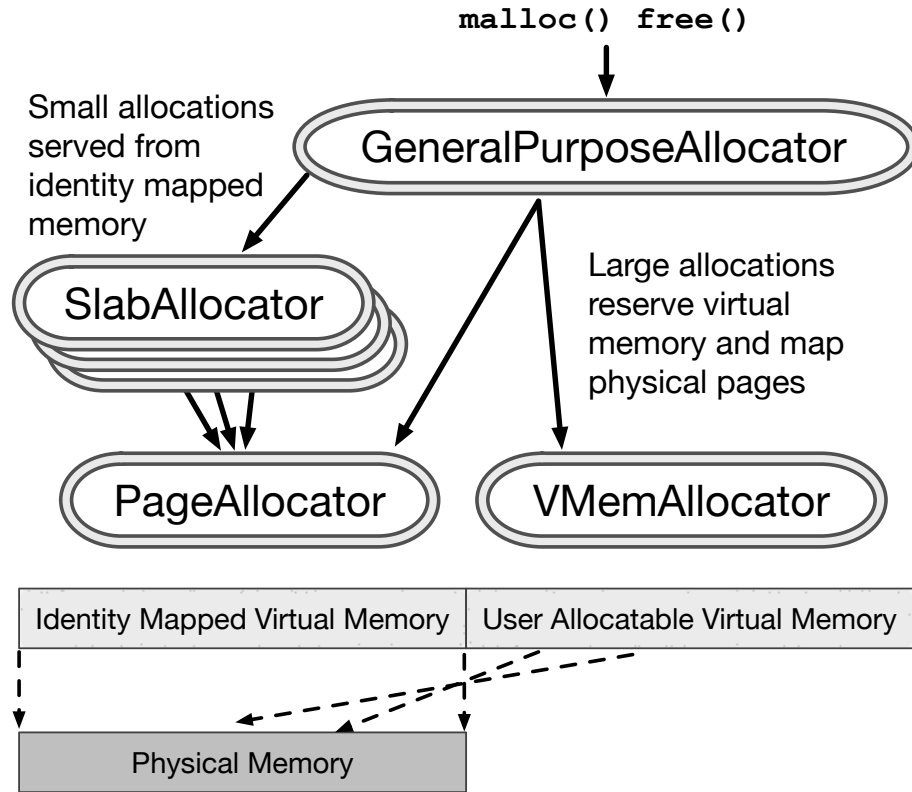 malloc() free()
Small allocations
served from
identity mapped
memory
GeneralPurposeAllocator
SlabAllocator
Large allocations
reserve virtual
memory and map
physical pages
PageAllocator
VMemAllocator
Identity Mapped Virtual Memory
User Allocatable Virtual Memory
Physical Memory